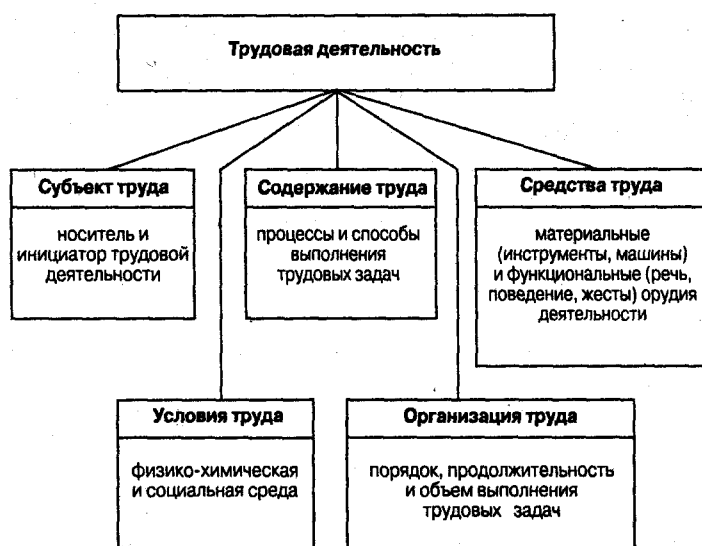 Трудовая деятельность
Субъект труда
носитель и
инициатор трудовой
деятельности
Содержание труда
процессы и способы
выполнения
трудовых задач
Средства труда
материальные
(инструменты, машины)
и функциональные (речь,
поведение, жесты) орудия
деятельности
Условия труда
физико-химическая
и социальная среда
Организация труда
порядок, продолжительность
и объем выполнения
трудовых задач